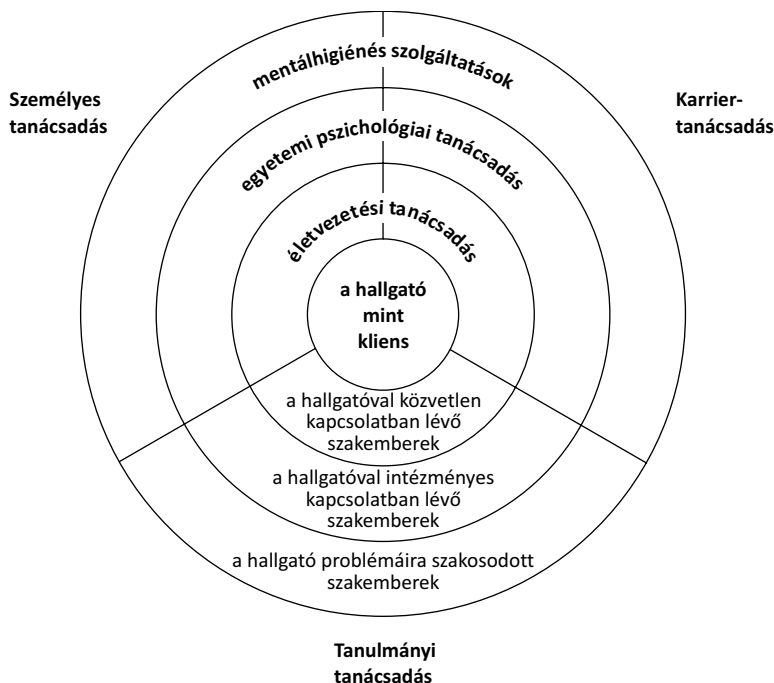 mentálhigiénés szolgáltatások
Személyes
tanácsadás
Karrier-
tanácsadás
egyetemi pszichológiai tanácsadás
életvezetési tanácsadás
a hallgató
mint
kliens
a hallgatóval közvetlen
kapcsolatban lévő
szakemberek
a hallgatóval intézményes
kapcsolatban lévő
szakemberek
a hallgató problémáira szakosodott
szakemberek
Tanulmányi
tanácsadás